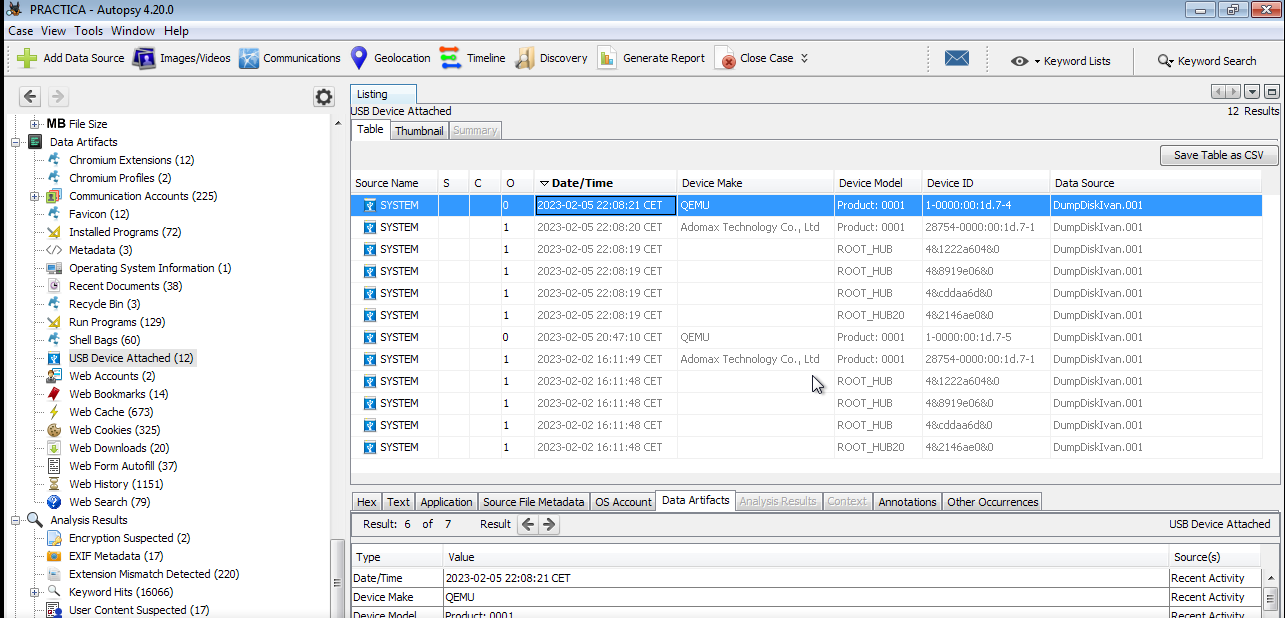 PRACTICA - Autopsy 4.20.0
Case View Tools Window Help
Add Data Source Images/Videos Communications Geolocation Timeline Discovery Generate Report Close Case Keyword Lists Keyword Search
MB File Size
Data Artifacts
Chromium Extensions (12)
Chromium Profiles (2)
Communication Accounts (225)
Favicon (12)
Installed Programs (72)
Metadata (3)
Operating System Information (1)
Recent Documents (38)
Recycle Bin (3)
Run Programs (129)
Shell Bags (60)
USB Device Attached (12)
Web Accounts (2)
Web Bookmarks (14)
Web Cache (673)
Web Cookies (325)
Web Downloads (20)
Web Form Autofill (37)
Web History (1151)
Web Search (79)
Analysis Results
Encryption Suspected (2)
EXIF Metadata (17)
Extension Mismatch Detected (220)
Keyword Hits (16066)
User Content Suspected (17)
Listing
USB Device Attached 12 Results
Table Thumbnail Summary
Save Table as CSV
Source Name S C O Date/Time Device Make Device Model Device ID Data Source
SYSTEM 0 2023-02-05 22:08:21 CET QEMU Product: 0001 1-0000:00:1d.7-4 DumpDiskIvan.001
SYSTEM 1 2023-02-05 22:08:20 CET Adomax Technology Co., Ltd Product: 0001 28754-0000:00:1d.7-1 DumpDiskIvan.001
SYSTEM 1 2023-02-05 22:08:19 CET ROOT_HUB 4&1222a604&0 DumpDiskIvan.001
SYSTEM 1 2023-02-05 22:08:19 CET ROOT_HUB 4&8919e06&0 DumpDiskIvan.001
SYSTEM 1 2023-02-05 22:08:19 CET ROOT_HUB 4&cddaa6d&0 DumpDiskIvan.001
SYSTEM 1 2023-02-05 22:08:19 CET ROOT_HUB20 4&2146ae0&0 DumpDiskIvan.001
SYSTEM 0 2023-02-05 20:47:10 CET QEMU Product: 0001 1-0000:00:1d.7-5 DumpDiskIvan.001
SYSTEM 1 2023-02-02 16:11:49 CET Adomax Technology Co., Ltd Product: 0001 28754-0000:00:1d.7-1 DumpDiskIvan.001
SYSTEM 1 2023-02-02 16:11:48 CET ROOT_HUB 4&1222a604&0 DumpDiskIvan.001
SYSTEM 1 2023-02-02 16:11:48 CET ROOT_HUB 4&8919e06&0 DumpDiskIvan.001
SYSTEM 1 2023-02-02 16:11:48 CET ROOT_HUB 4&cddaa6d&0 DumpDiskIvan.001
SYSTEM 1 2023-02-02 16:11:48 CET ROOT_HUB20 4&2146ae0&0 DumpDiskIvan.001
Hex Text Application Source File Metadata OS Account Data Artifacts Analysis Results Context Annotations Other Occurrences
Result: 6 of 7 Result USB Device Attached
Type Value Source(s)
Date/Time 2023-02-05 22:08:21 CET Recent Activity
Device Make QEMU Recent Activity
Device Model Product: 0001 Recent Activity